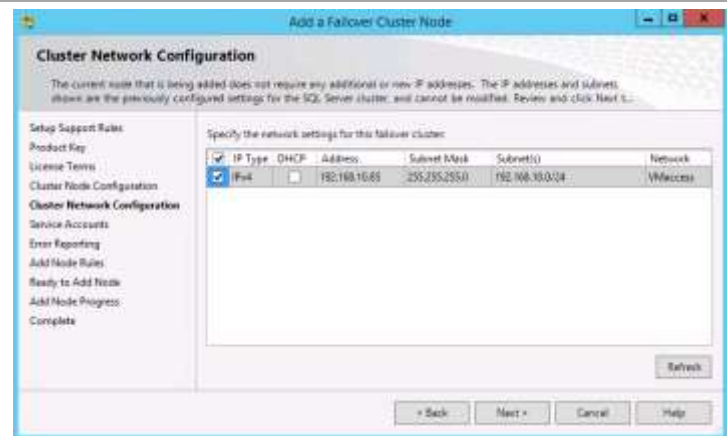 Add a Failover Cluster Node
Cluster Network Configuration
The current node that is being added does not require any additional or new IP addresses. The IP addresses and subnets
shown are the previously configured settings for the SQL Server cluster, and cannot be modified. Review and click Next t...
Setup Support Rules
Product Key
License Terms
Cluster Node Configuration
Cluster Network Configuration
Service Accounts
Error Reporting
Add Node Rules
Ready to Add Node
Add Node Progress
Complete
Specify the network settings for this failover cluster:
IP Type DHCP Address Subnet Mask Subnet(s) Network
IPv4 192.168.10.65 255.255.255.0 192.168.10.0/24 VMaccess
Refresh
< Back Next > Cancel Help